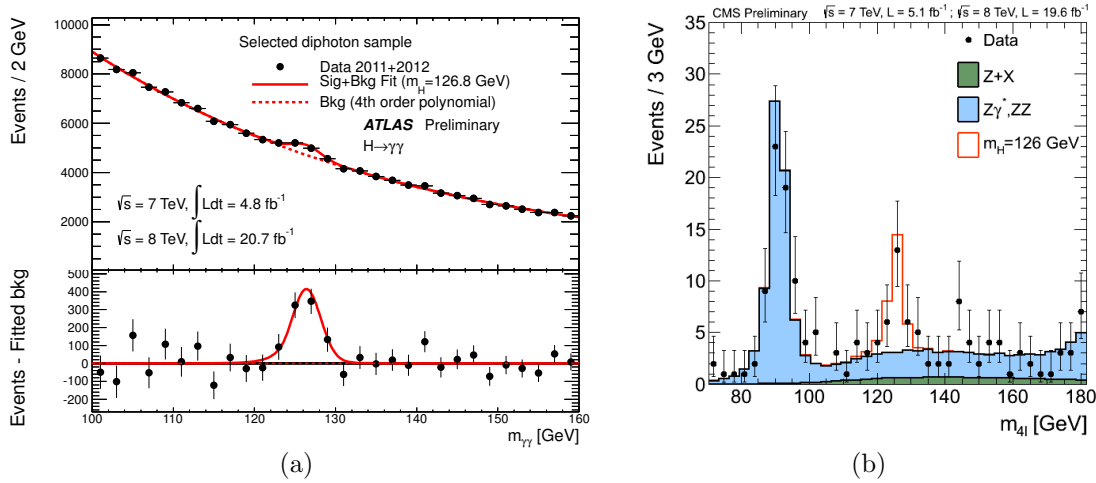 Events / 2 GeV
8000
6000
4000
2000
Selected diphoton sample
Data 2011+2012
Sig+Bkg Fit (m_H=126.8 GeV)
Bkg (4th order polynomial)
ATLAS Preliminary
H→γγ
√s = 7 TeV, ∫Ldt = 4.8 fb⁻¹
√s = 8 TeV, ∫Ldt = 20.7 fb⁻¹
Events - Fitted bkg
500
400
300
200
100
0
-100
-200
100 110 120 130 140 150 160
m_γγ [GeV]
(a)
CMS Preliminary √s = 7 TeV, L = 5.1 fb⁻¹ ; √s = 8 TeV, L = 19.6 fb⁻¹
Events / 3 GeV
35
30
25
20
15
10
5
0
Data
Z+X
Zγ*,ZZ
m_H=126 GeV
80 100 120 140 160 180
m_4l [GeV]
(b)